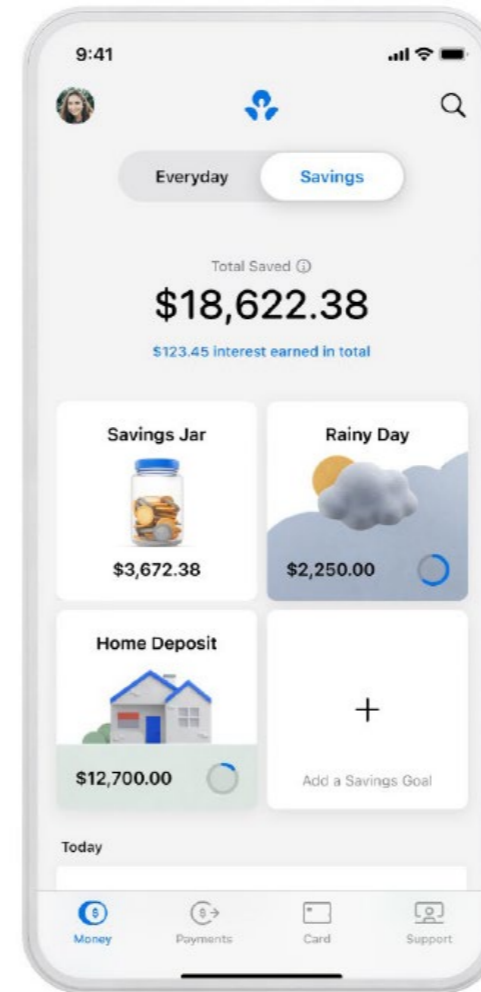 9:41
Everyday Savings
Total Saved
$18,622.38
$123.45 interest earned in total
Savings Jar Rainy Day
$3,672.38 $2,250.00
Home Deposit
+
$12,700.00 Add a Savings Goal
Today
Money Payments Card Support